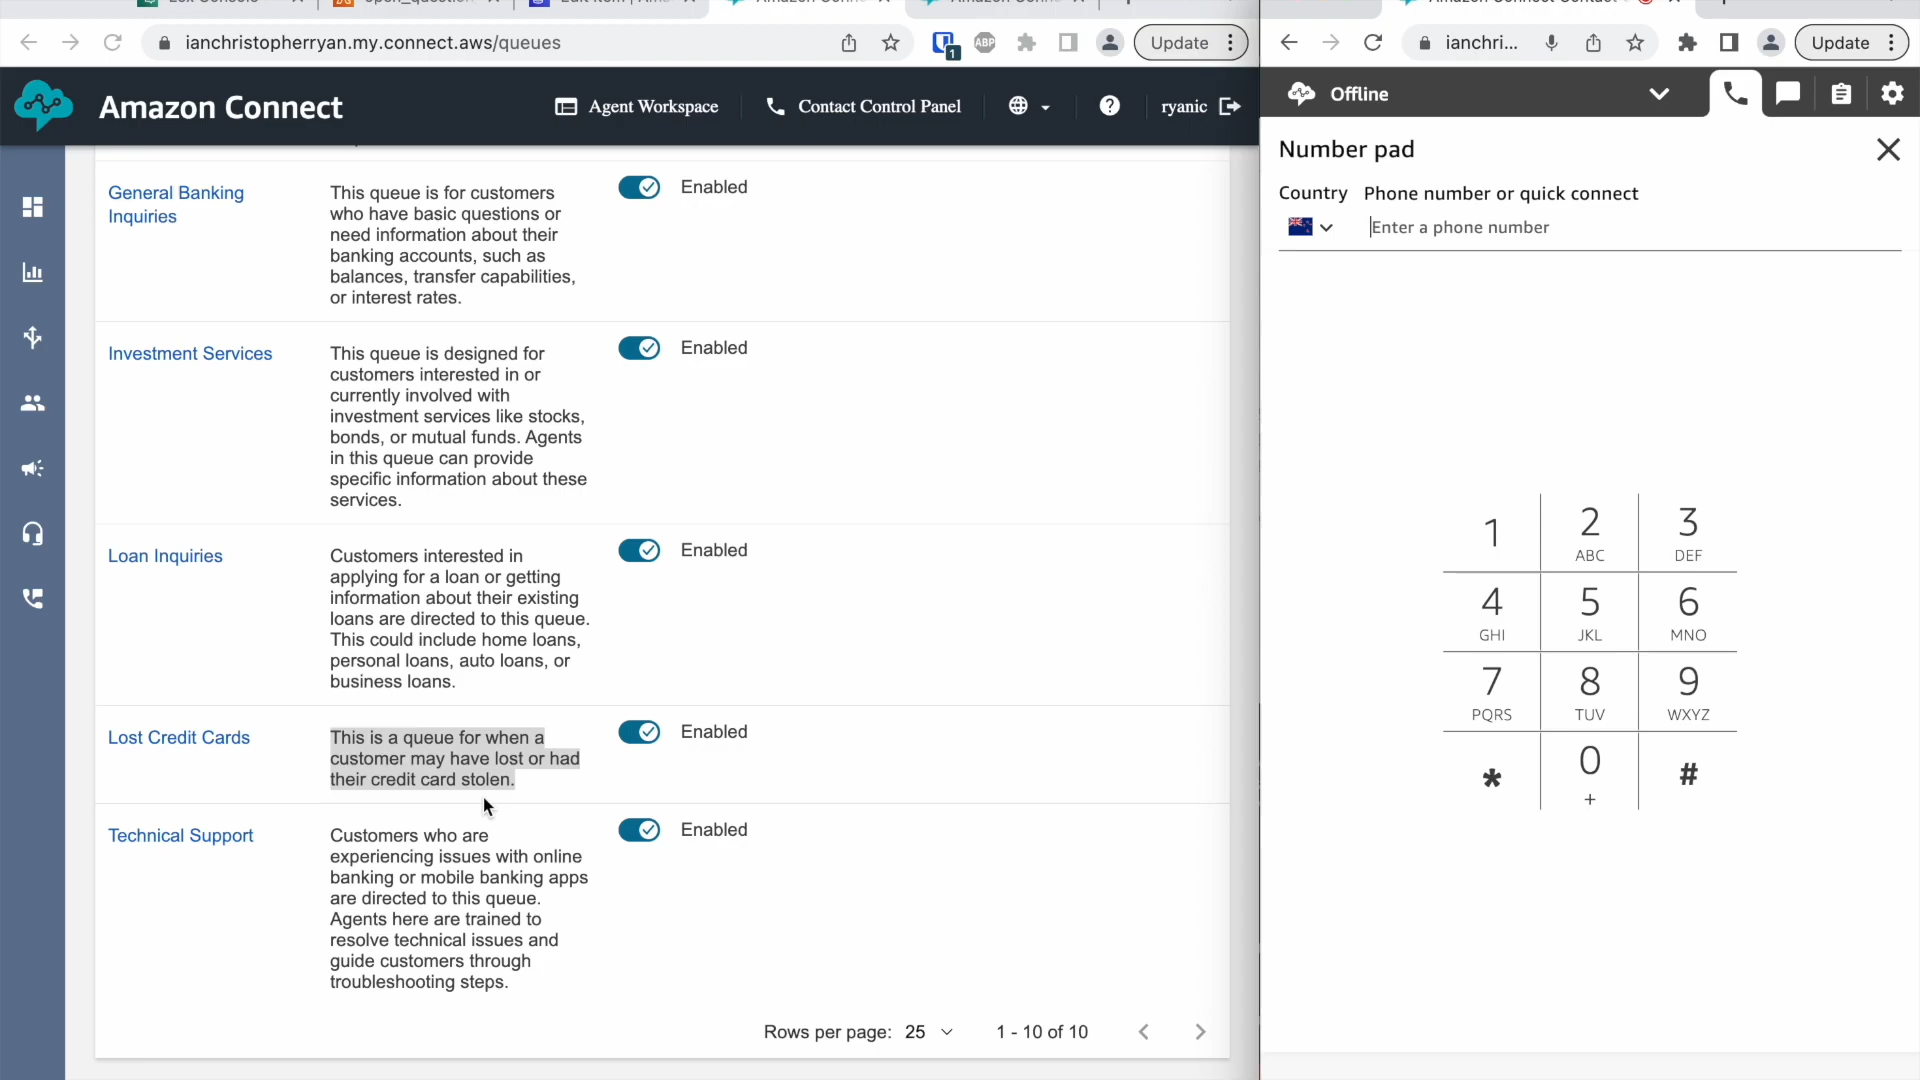 ianchristopherryan.my.connect.aws/queues
1
ABP
Update
ianchri...
Update
Amazon Connect
Agent Workspace
Contact Control Panel
ryanic
General Banking
Inquiries
This queue is for customers
who have basic questions or
need information about their
banking accounts, such as
balances, transfer capabilities,
or interest rates.
Enabled
Investment Services
This queue is designed for
customers interested in or
currently involved with
investment services like stocks,
bonds, or mutual funds. Agents
in this queue can provide
specific information about these
services.
Enabled
Loan Inquiries
Customers interested in
applying for a loan or getting
information about their existing
loans are directed to this queue.
This could include home loans,
personal loans, auto loans, or
business loans.
Enabled
Lost Credit Cards
This is a queue for when a
customer may have lost or had
their credit card stolen.
Enabled
Technical Support
Customers who are
experiencing issues with online
banking or mobile banking apps
are directed to this queue.
Agents here are trained to
resolve technical issues and
guide customers through
troubleshooting steps.
Enabled
Rows per page: 25
1 - 10 of 10
Offline
Number pad
Country Phone number or quick connect
Enter a phone number
1 2 3
ABC DEF
4 5 6
GHI JKL MNO
7 8 9
PQRS TUV WXYZ
* 0 #
+